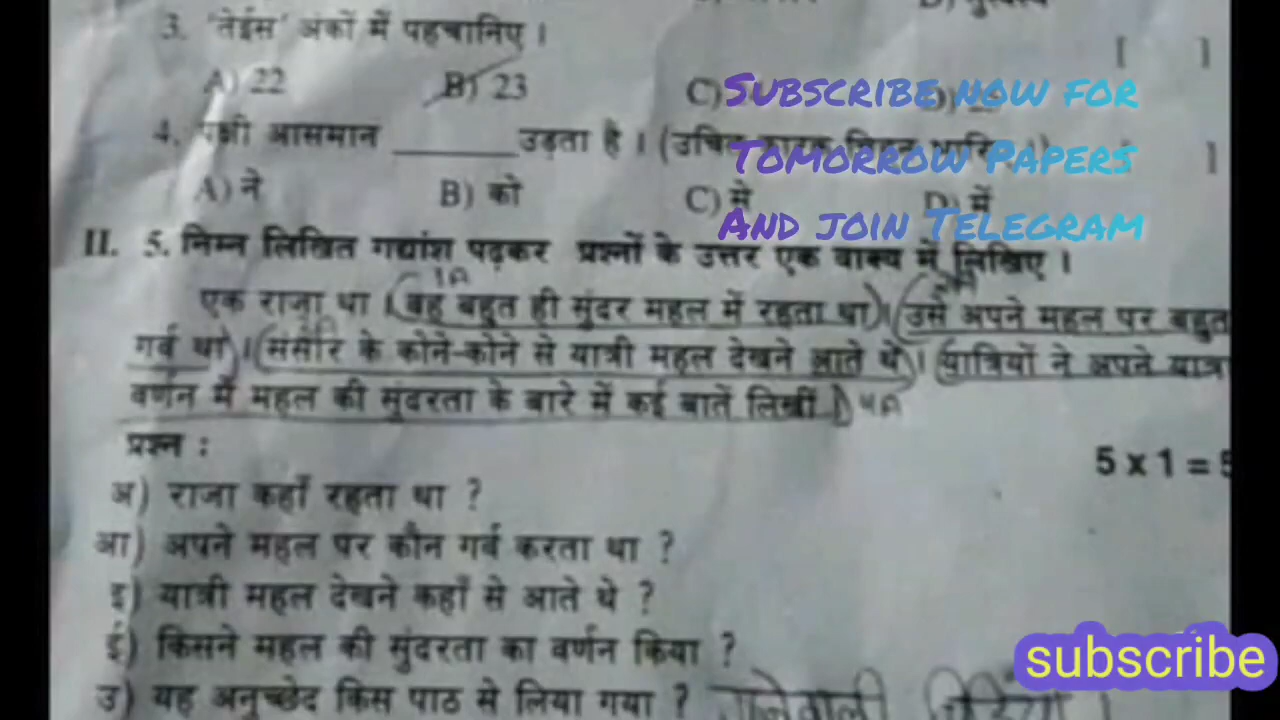 3. 'तेईस' अंकों में पहचानिए ।
[ ]
A) 22 B) 23 C)
Subscribe now for
4. पक्षी आसमान ______ उड़ता है ।
Tomorrow Papers
A) ने B) को C) से D) में
And join Telegram
II. 5. निम्न लिखित गद्यांश पढ़कर प्रश्नों के उत्तर एक वाक्य में लिखिए ।
1A
एक राजा था । वह बहुत ही सुंदर महल में रहता था । उसे अपने महल पर बहुत
गर्व था । संसार के कोने-कोने से यात्री महल देखने आते थे । यात्रियों ने अपने यात्रा
वर्णन में महल की सुंदरता के बारे में कई बातें लिखीं । 4A
प्रश्न :
5 x 1 = 5
अ) राजा कहाँ रहता था ?
आ) अपने महल पर कौन गर्व करता था ?
इ) यात्री महल देखने कहाँ से आते थे ?
ई) किसने महल की सुंदरता का वर्णन किया ?
subscribe
उ) यह अनुच्छेद किस पाठ से लिया गया ? गानेवाली चिड़िया ।